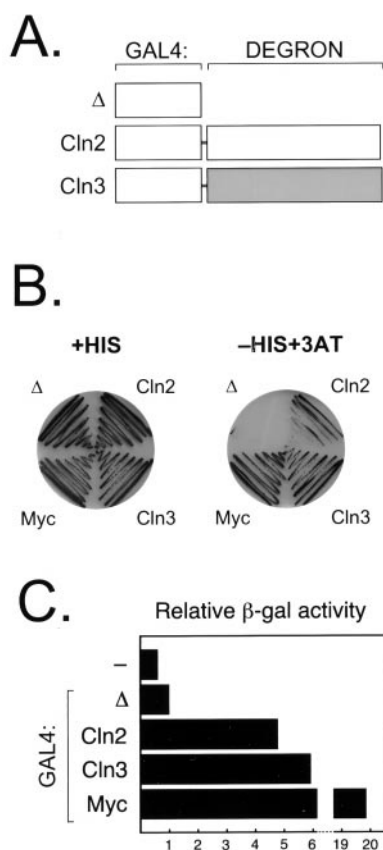 A.
GAL4: DEGRON
Δ
Cln2
Cln3
B.
+HIS –HIS+3AT
Δ Cln2 Δ Cln2
Myc Cln3 Myc Cln3
C.
Relative β-gal activity
–
Δ
Cln2
Cln3
Myc
GAL4:
1 2 3 4 5 6 19 20